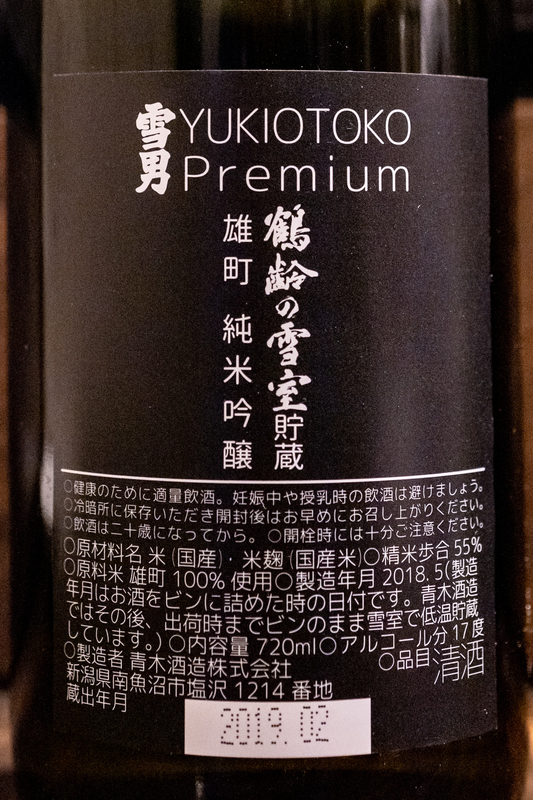 雪男 YUKIOTOKO
Premium
鶴齢の雪室貯蔵
雄町 純米吟醸
○健康のために適量飲酒。妊娠中や授乳時の飲酒は避けましょう。
○冷暗所に保存いただき開封後はお早めにお召し上がりください。
○飲酒は二十歳になってから。○開栓時には十分ご注意ください。
○原材料名 米(国産)・米麹(国産米)○精米歩合 55%
○原料米 雄町 100% 使用○製造年月 2018. 5(製造
年月はお酒をビンに詰めた時の日付です。青木酒造
ではその後、出荷時までビンのまま雪室で低温貯蔵
しています。)○内容量 720ml○アルコール分 17度
○製造者 青木酒造株式会社 ○品目 清酒
新潟県南魚沼市塩沢 1214 番地
蔵出年月 2019. 02